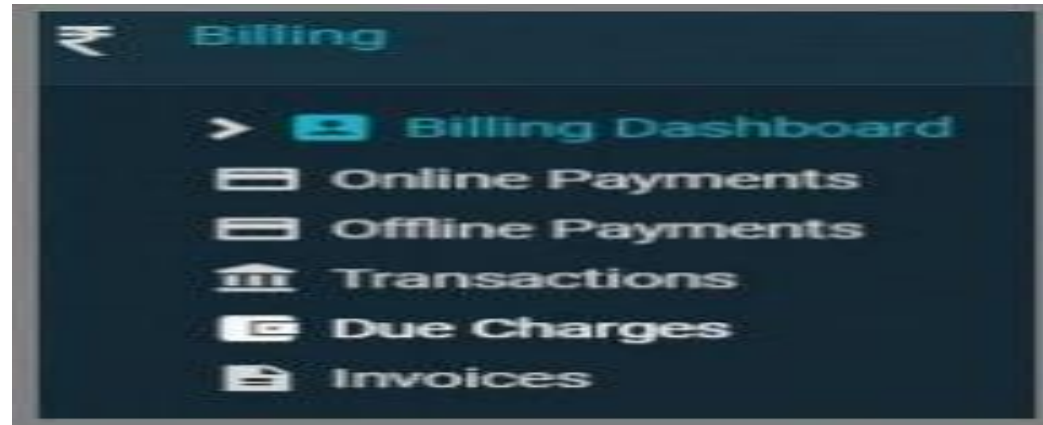 ₹ Billing
Billing Dashboard
Online Payments
Offline Payments
Transactions
Due Charges
Invoices